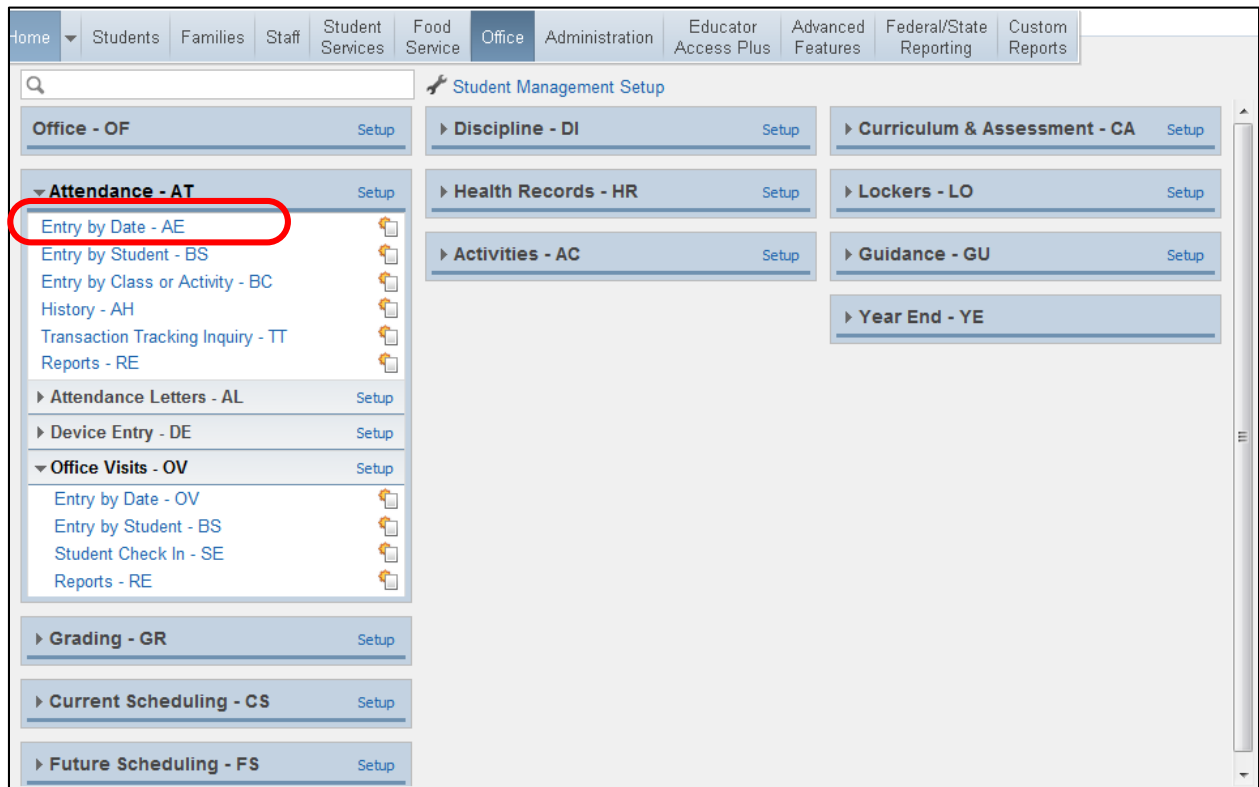 Home Students Families Staff Student Services Food Service Office Administration Educator Access Plus Advanced Features Federal/State Reporting Custom Reports
Student Management Setup
Office - OF Setup
Attendance - AT Setup
Entry by Date - AE
Entry by Student - BS
Entry by Class or Activity - BC
History - AH
Transaction Tracking Inquiry - TT
Reports - RE
Attendance Letters - AL Setup
Device Entry - DE Setup
Office Visits - OV Setup
Entry by Date - OV
Entry by Student - BS
Student Check In - SE
Reports - RE
Grading - GR Setup
Current Scheduling - CS Setup
Future Scheduling - FS Setup
Discipline - DI Setup
Health Records - HR Setup
Activities - AC Setup
Curriculum & Assessment - CA Setup
Lockers - LO Setup
Guidance - GU Setup
Year End - YE